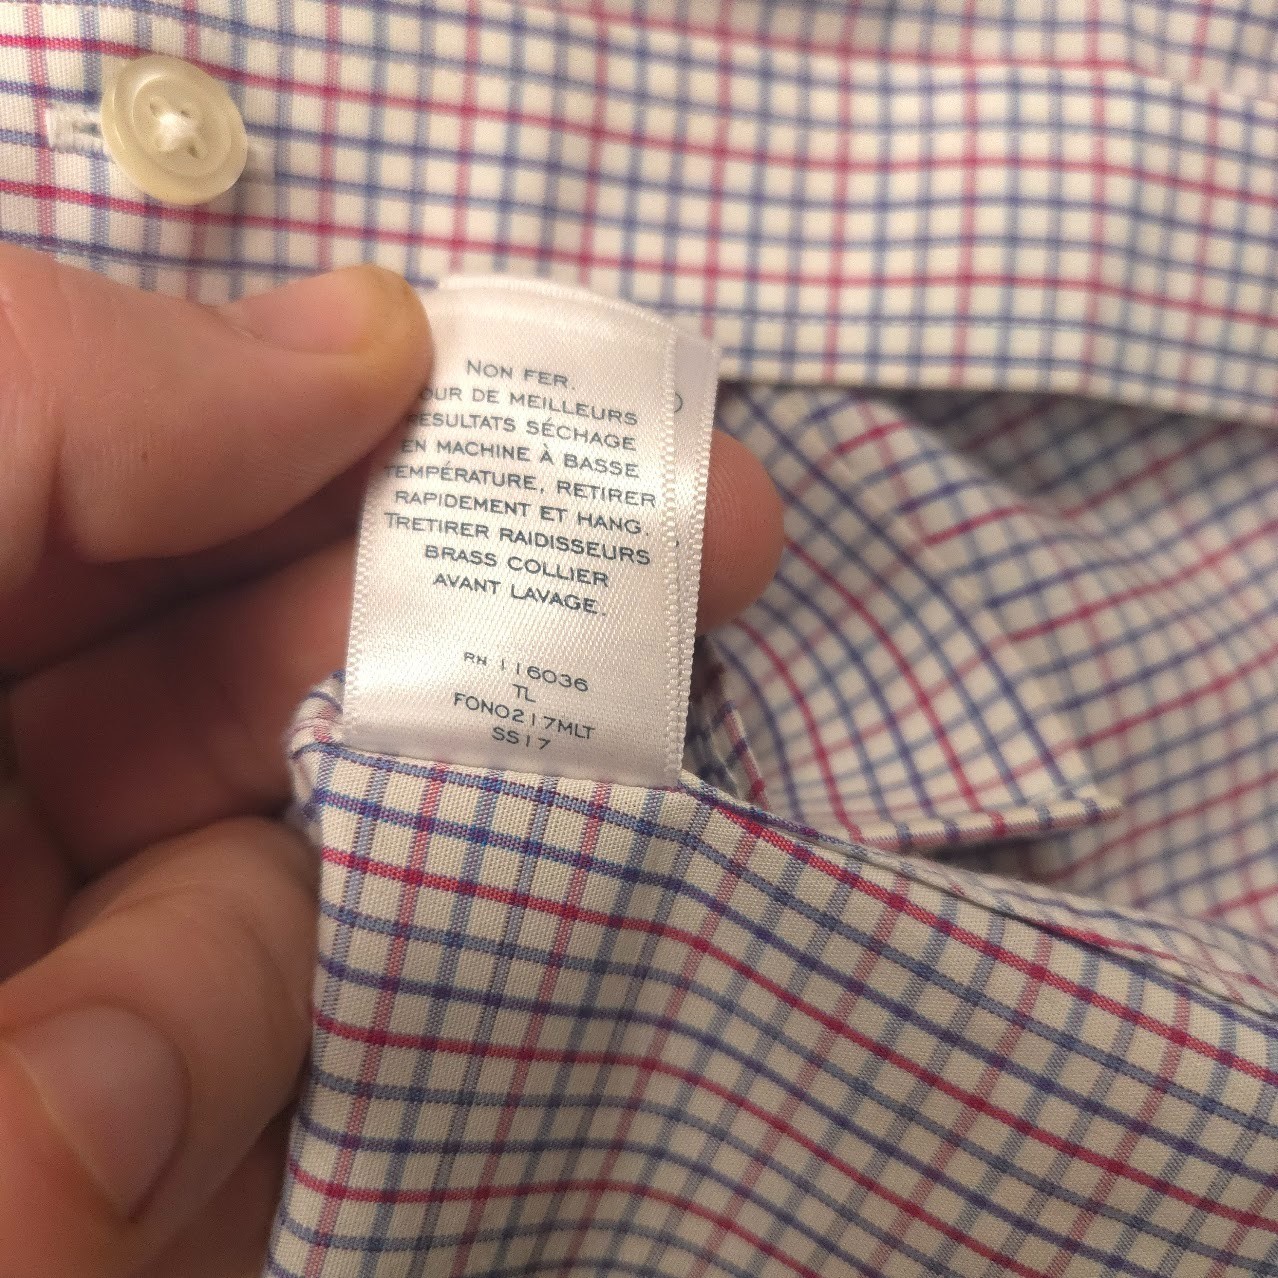 NON FER.
OUR DE MEILLEURS
RESULTATS SÉCHAGE
EN MACHINE À BASSE
TEMPÉRATURE, RETIRER
RAPIDEMENT ET HANG.
TRETIRER RAIDISSEURS
BRASS COLLIER
AVANT LAVAGE.
RN 116036
TL
FONO217MLT
SS17